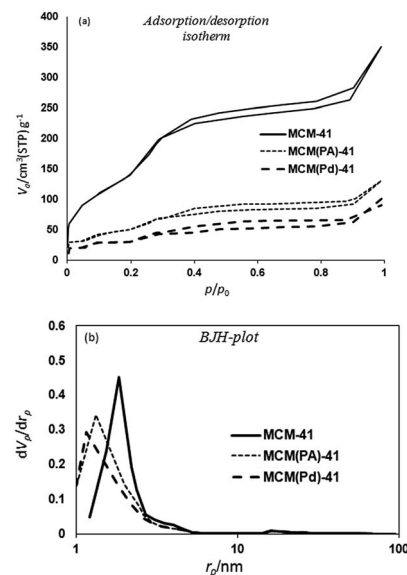 (a)
Adsorption/desorption
isotherm
400
350
300
250
200
150
100
50
0
V₀/cm³(STP)g⁻¹
MCM-41
MCM(PA)-41
MCM(Pd)-41
0 0.2 0.4 0.6 0.8 1
p/p₀
(b)
BJH-plot
0.6
0.5
0.4
0.3
0.2
0.1
0
dVₚ/drₚ
MCM-41
MCM(PA)-41
MCM(Pd)-41
1 10 100
rₚ/nm